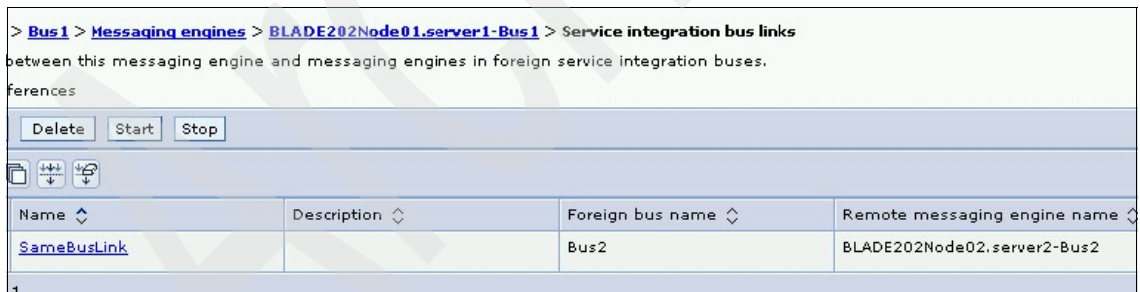 > Bus1 > Messaging engines > BLADE202Node01.server1-Bus1 > Service integration bus links
between this messaging engine and messaging engines in foreign service integration buses.
ferences
Delete Start Stop
Name Description Foreign bus name Remote messaging engine name
SameBusLink Bus2 BLADE202Node02.server2-Bus2
1